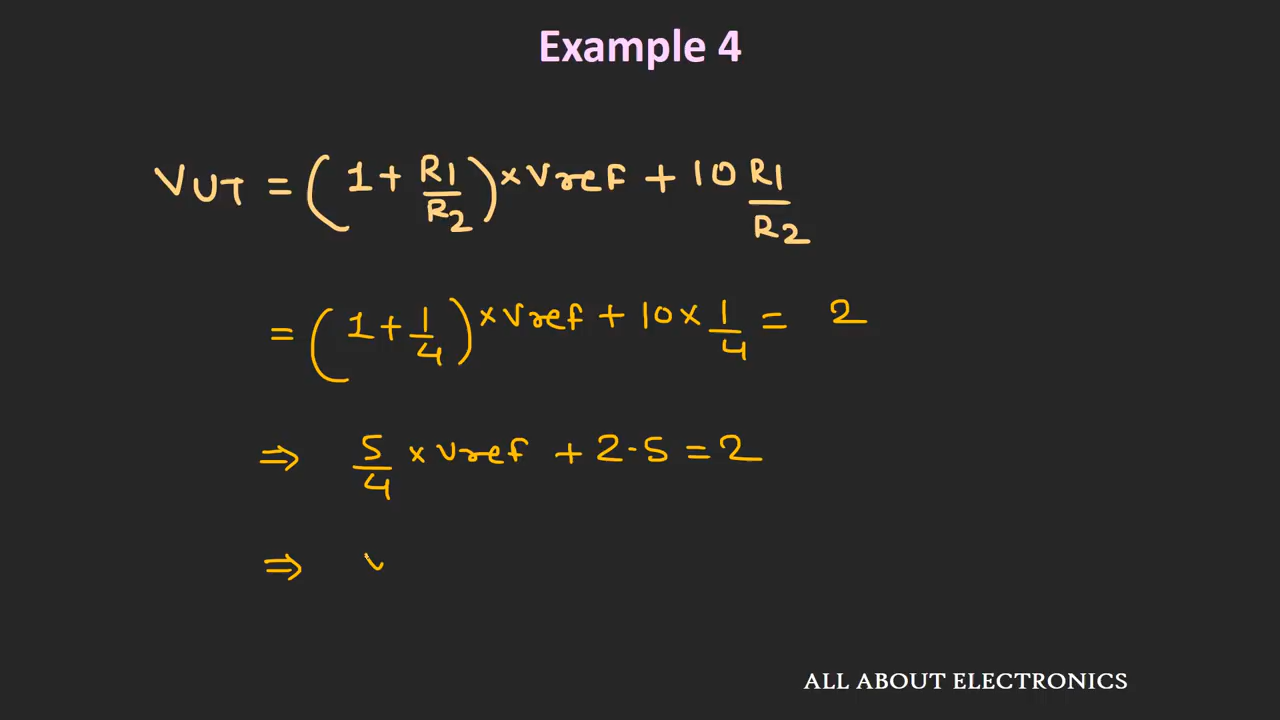 Example 4
VUT = (1 + R1/R2) × Vref + 10 R1/R2
= (1 + 1/4) × Vref + 10 × 1/4 = 2
⇒ 5/4 × Vref + 2.5 = 2
⇒ V
ALL ABOUT ELECTRONICS